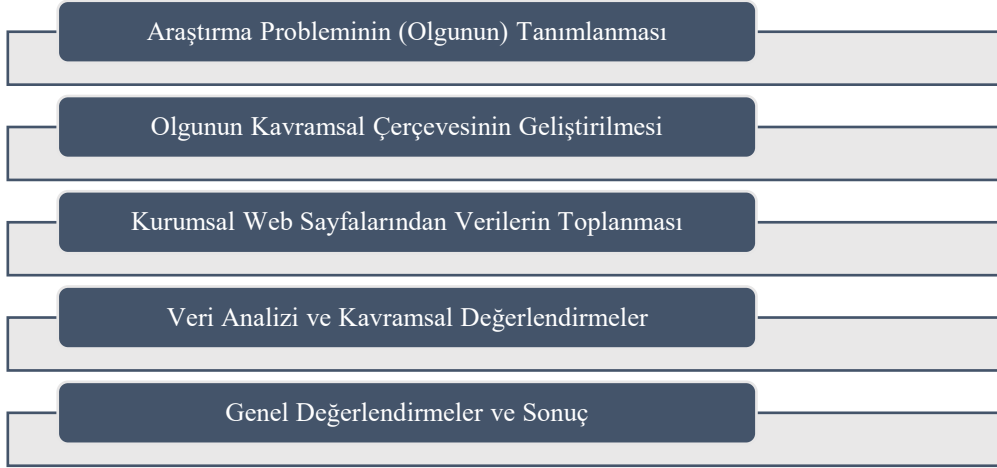 Araştırma Probleminin (Olgunun) Tanımlanması
Olgunun Kavramsal Çerçevesinin Geliştirilmesi
Kurumsal Web Sayfalarından Verilerin Toplanması
Veri Analizi ve Kavramsal Değerlendirmeler
Genel Değerlendirmeler ve Sonuç